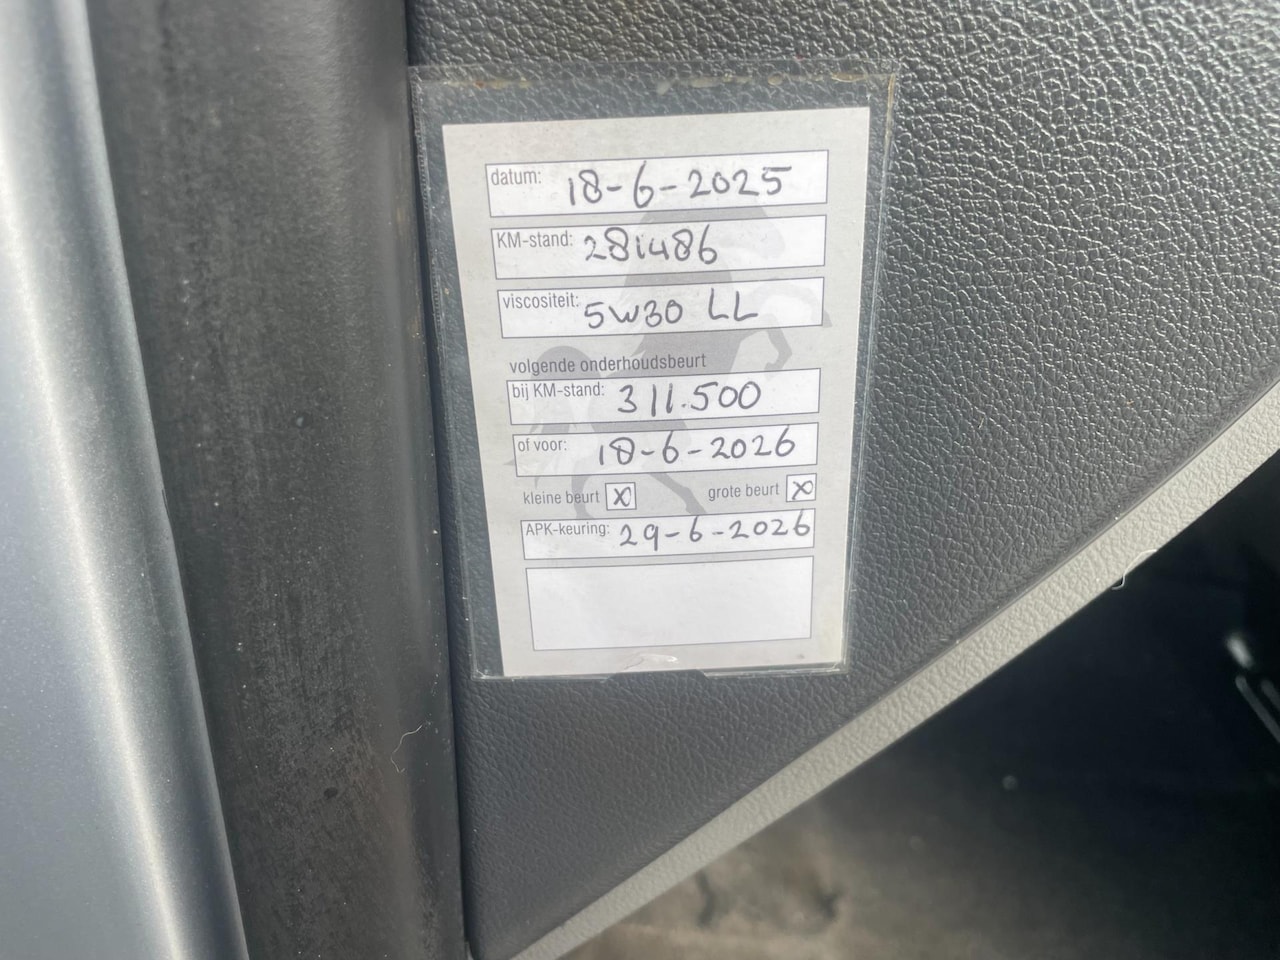 datum: 18-6-2025
KM-stand: 281486
viscositeit: 5W30 LL
volgende onderhoudsbeurt
bij KM-stand: 311.500
of voor: 18-6-2026
kleine beurt x grote beurt x
APK-keuring: 29-6-2026